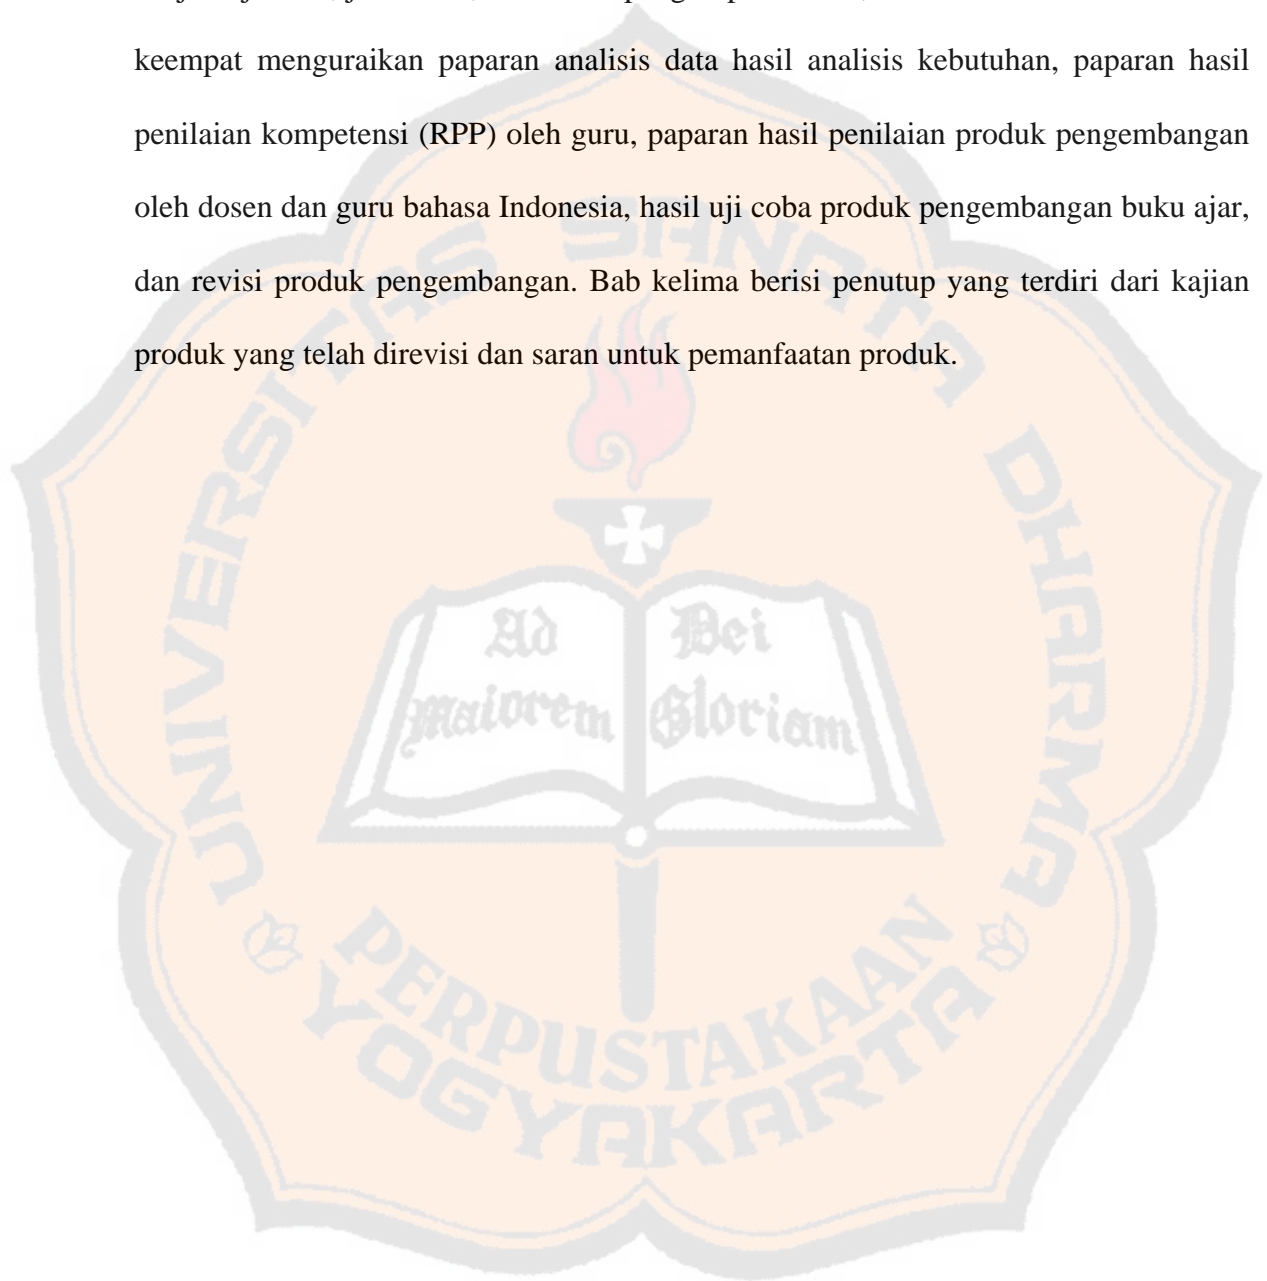 keempat menguraikan paparan analisis data hasil analisis kebutuhan, paparan hasil
penilaian kompetensi (RPP) oleh guru, paparan hasil penilaian produk pengembangan
oleh dosen dan guru bahasa Indonesia, hasil uji coba produk pengembangan buku ajar,
dan revisi produk pengembangan. Bab kelima berisi penutup yang terdiri dari kajian
produk yang telah direvisi dan saran untuk pemanfaatan produk.
UNIVERSITAS SANATA DHARMA
Ad
Dei
maiorem
Gloriam
PERPUSTAKAAN
YOGYAKARTA